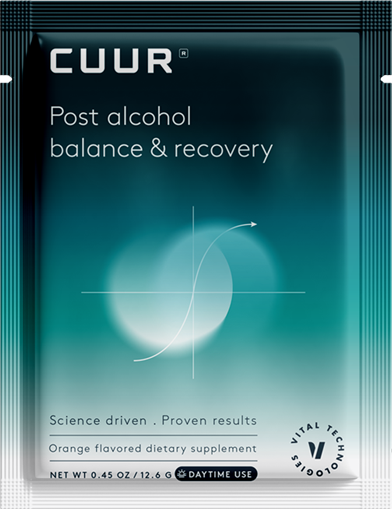 CUUR®
Post alcohol
balance & recovery
Science driven . Proven results
Orange flavored dietary supplement
NET WT 0.45 OZ / 12.6 G DAYTIME USE
VITAL TECHNOLOGIES
V